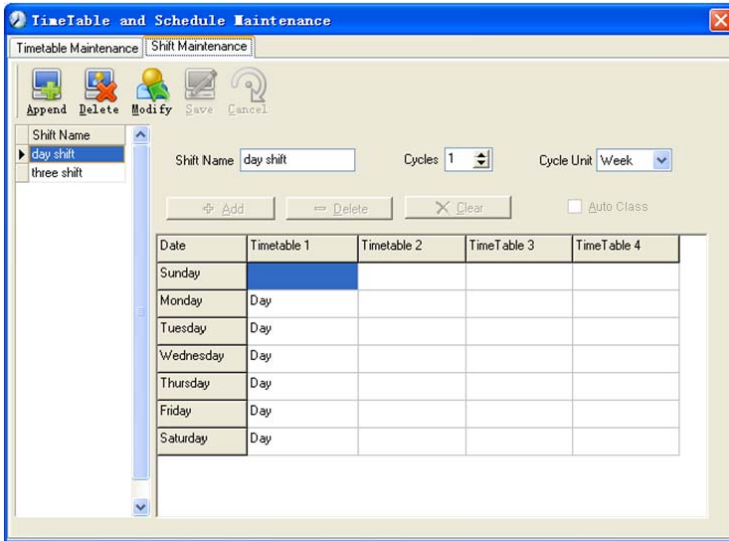 TimeTable and Schedule Maintenance
Timetable Maintenance Shift Maintenance
Append Delete Modify Save Cancel
Shift Name
day shift
three shift
Shift Name day shift Cycles 1 Cycle Unit Week
Add Delete Clear Auto Class
Date Timetable 1 Timetable 2 TimeTable 3 TimeTable 4
Sunday
Monday Day
Tuesday Day
Wednesday Day
Thursday Day
Friday Day
Saturday Day